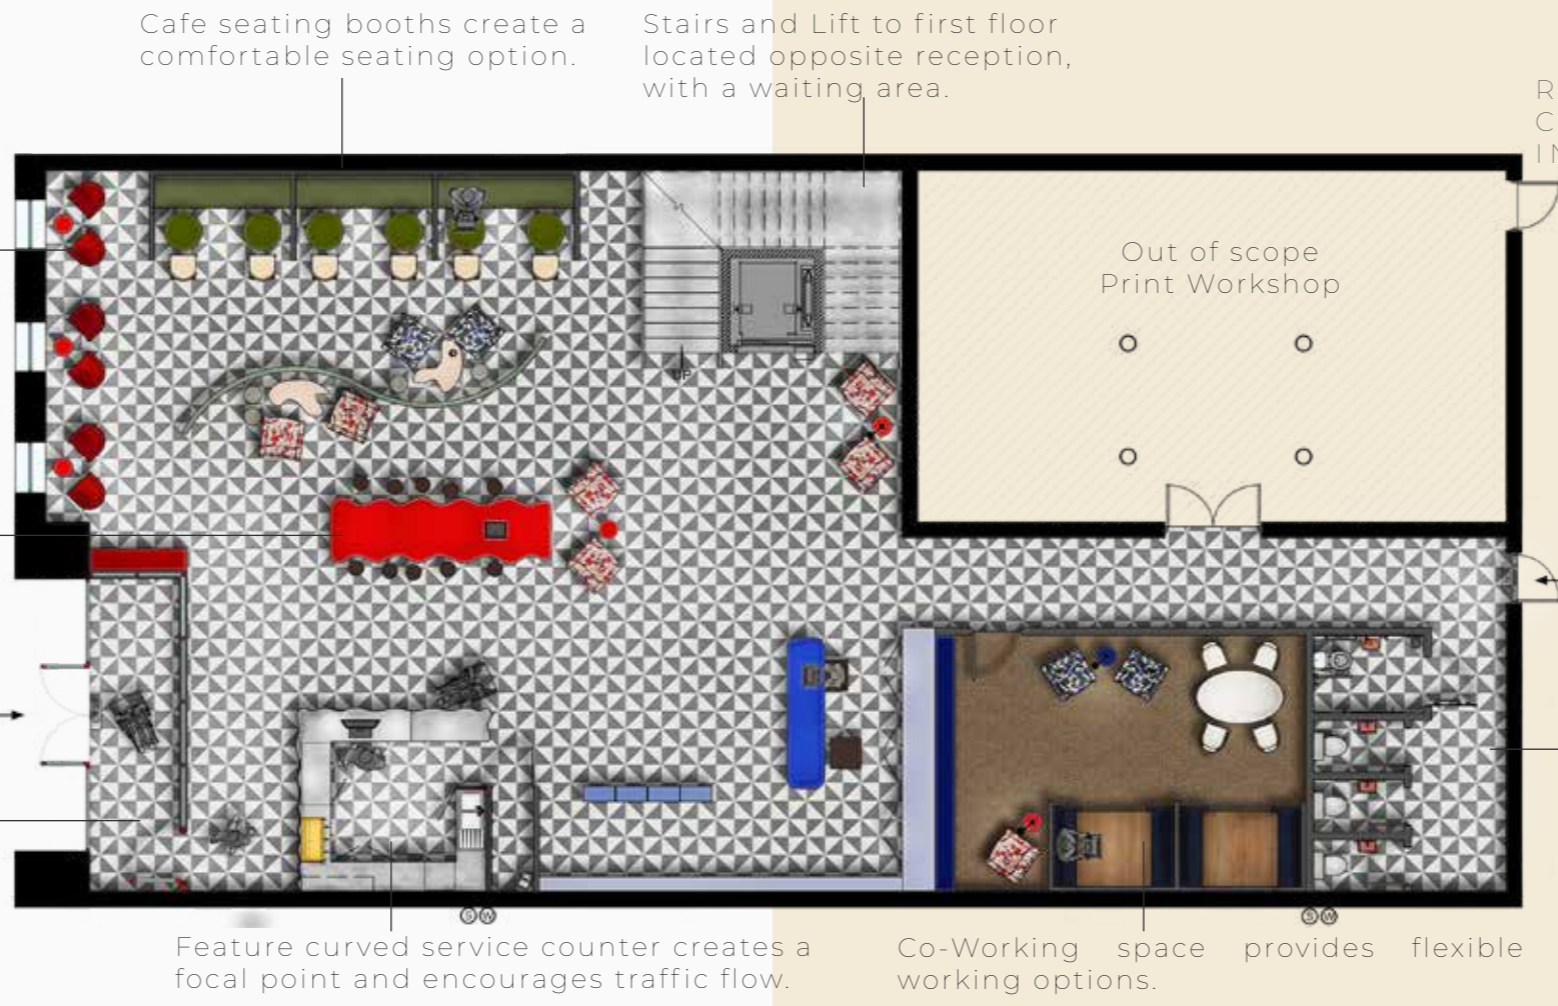 Cafe seating booths create a
comfortable seating option.
Stairs and Lift to first floor
located opposite reception,
with a waiting area.
R
C
IN
Out of scope
Print Workshop
UP
S W
S W
Feature curved service counter creates a
focal point and encourages traffic flow.
Co-Working space provides flexible
working options.